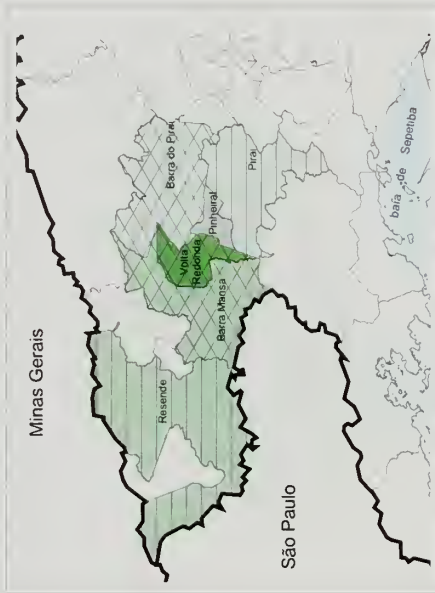 Minas Gerais
Barra do Piraí
Piraí
Pinheiral
Volta
Redonda
Barra Mansa
Resende
São Paulo
baía de Sepetiba